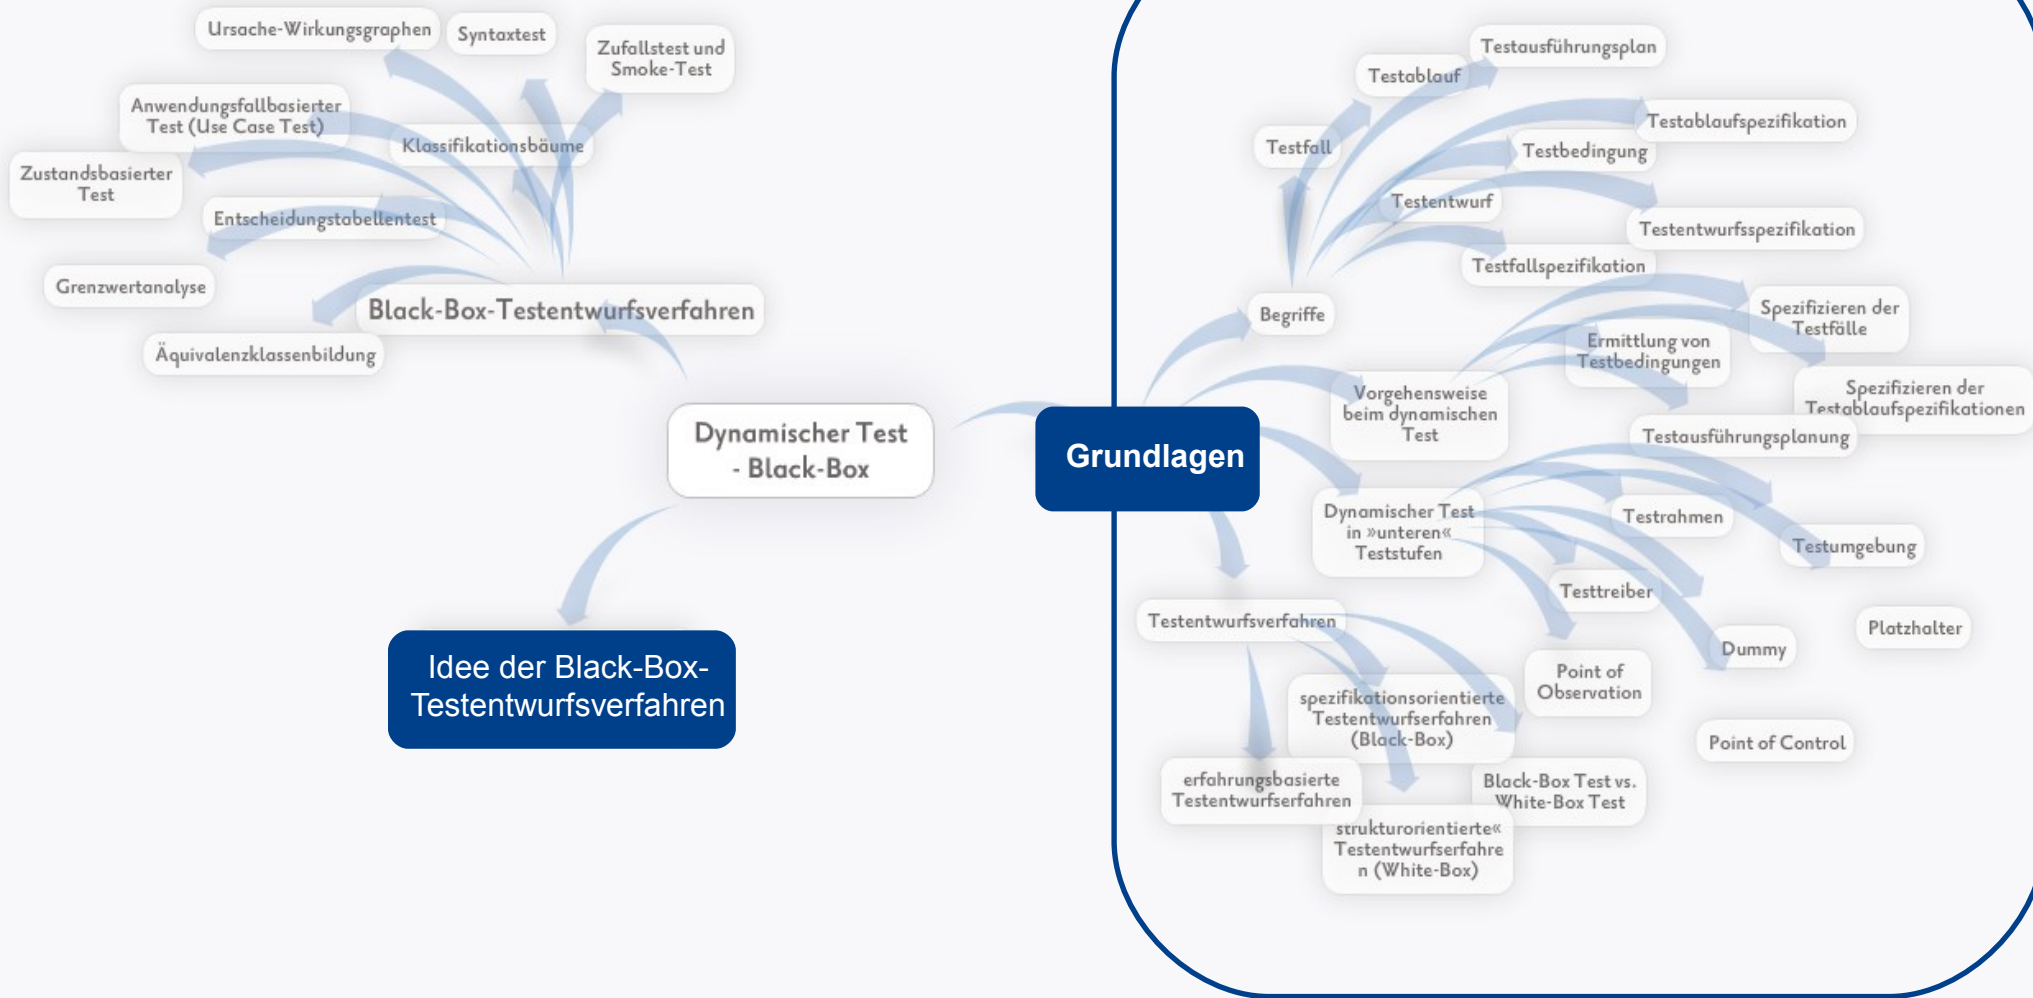 Ursache-Wirkungsgraphen
Syntaxtest
Zufallstest und
Smoke-Test
Anwendungsfallbasierter
Test (Use Case Test)
Klassifikationsbäume
Zustandsbasierter
Test
Entscheidungstabellentest
Grenzwertanalyse
Black-Box-Testentwurfsverfahren
Äquivalenzklassenbildung
Dynamischer Test
- Black-Box
Idee der Black-Box-
Testentwurfsverfahren
Grundlagen
Testausführungsplan
Testablauf
Testablaufspezifikation
Testfall
Testbedingung
Testentwurf
Testentwurfsspezifikation
Testfallspezifikation
Begriffe
Spezifizieren der
Testfälle
Ermittlung von
Testbedingungen
Vorgehensweise
beim dynamischen
Test
Spezifizieren der
Testablaufspezifikationen
Testausführungsplanung
Dynamischer Test
in »unteren«
Teststufen
Testrahmen
Testumgebung
Testtreiber
Platzhalter
Dummy
Point of
Observation
Point of Control
Testentwurfsverfahren
spezifikationsorientierte
Testentwurfserfahren
(Black-Box)
erfahrungsbasierte
Testentwurfserfahren
Black-Box Test vs.
White-Box Test
strukturorientierte«
Testentwurfserfahre
n (White-Box)